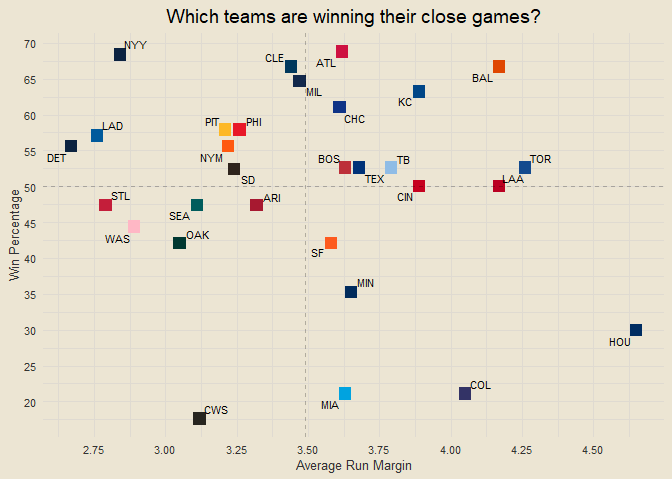 Which teams are winning their close games?
70
65
60
55
50
45
40
35
30
25
20
Win Percentage
NYY
CLE
ATL
BAL
MIL
KC
CHC
LAD
PIT
PHI
DET
NYM
BOS
TB
TOR
SD
TEX
CIN
LAA
STL
ARI
SEA
WAS
OAK
SF
MIN
HOU
COL
MIA
CWS
2.75
3.00
3.25
3.50
3.75
4.00
4.25
4.50
Average Run Margin